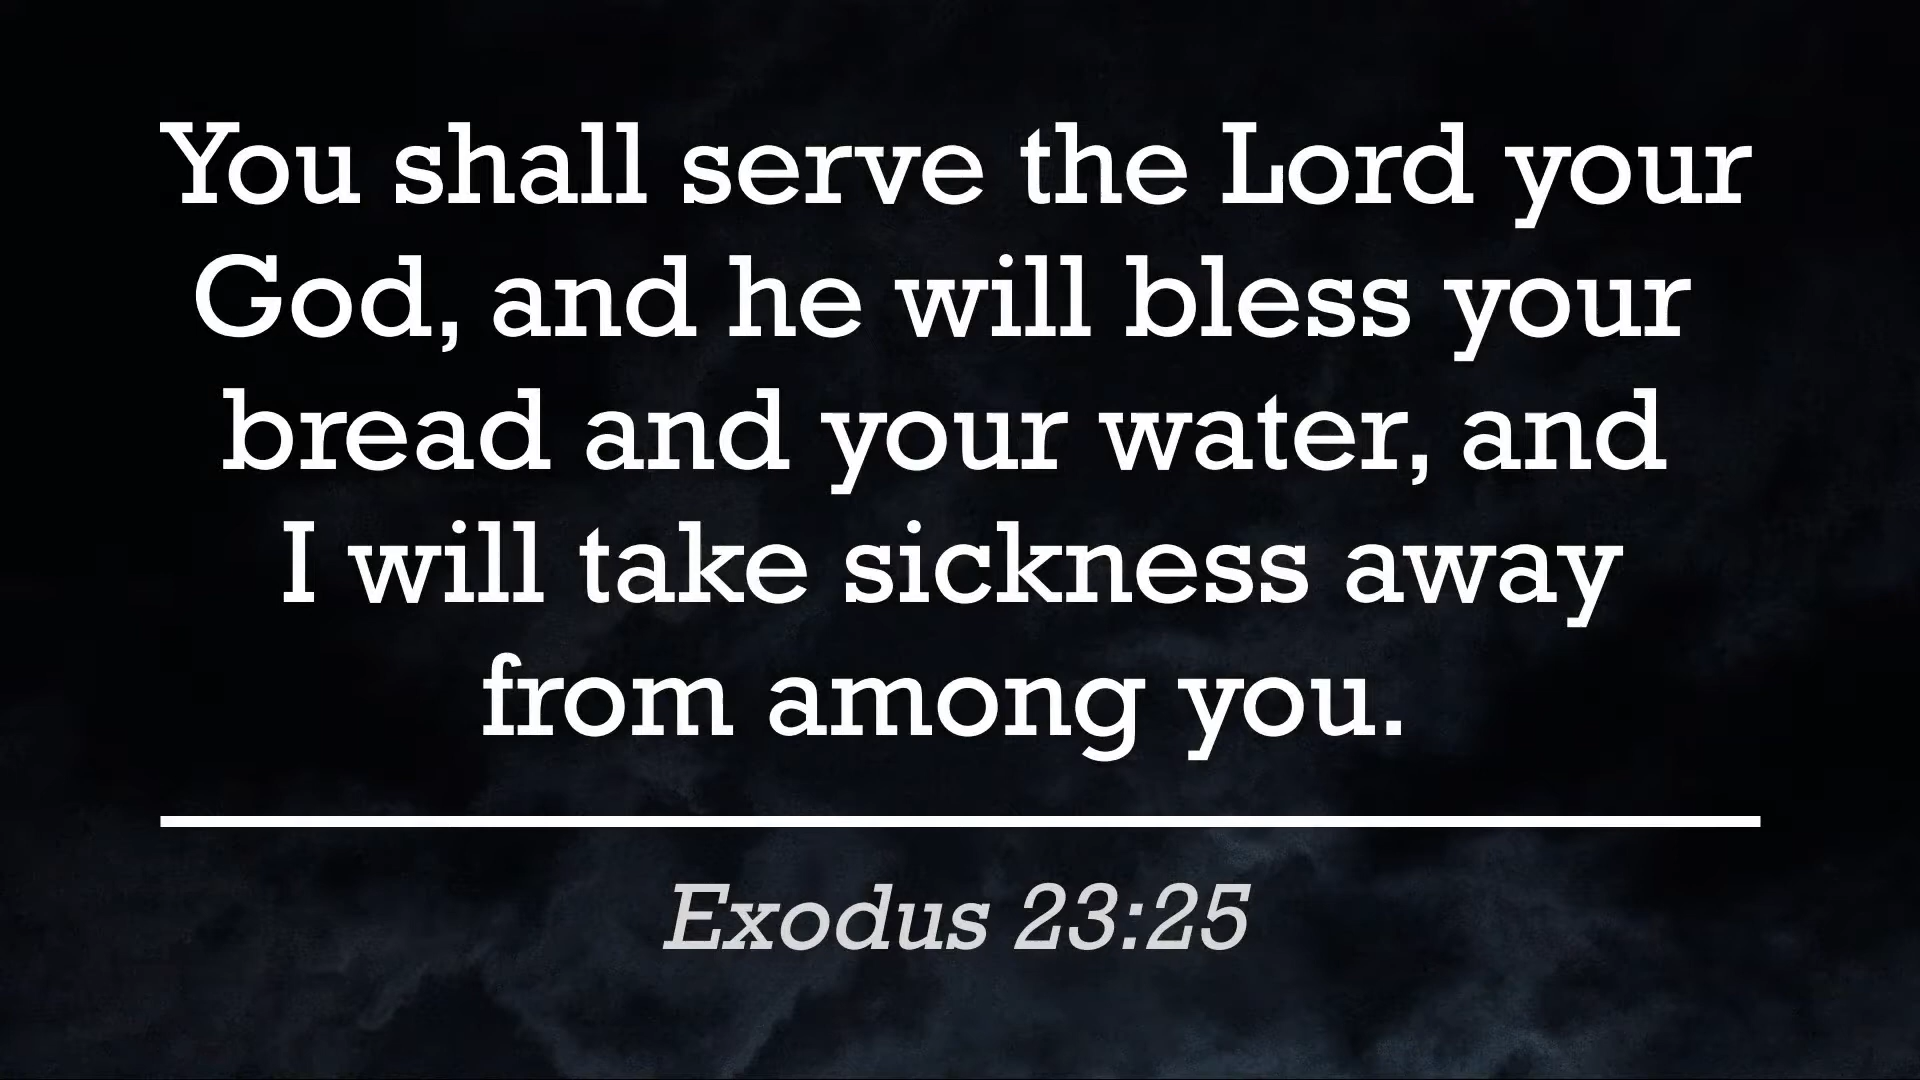 You shall serve the Lord your
God, and he will bless your
bread and your water, and
I will take sickness away
from among you.
Exodus 23:25